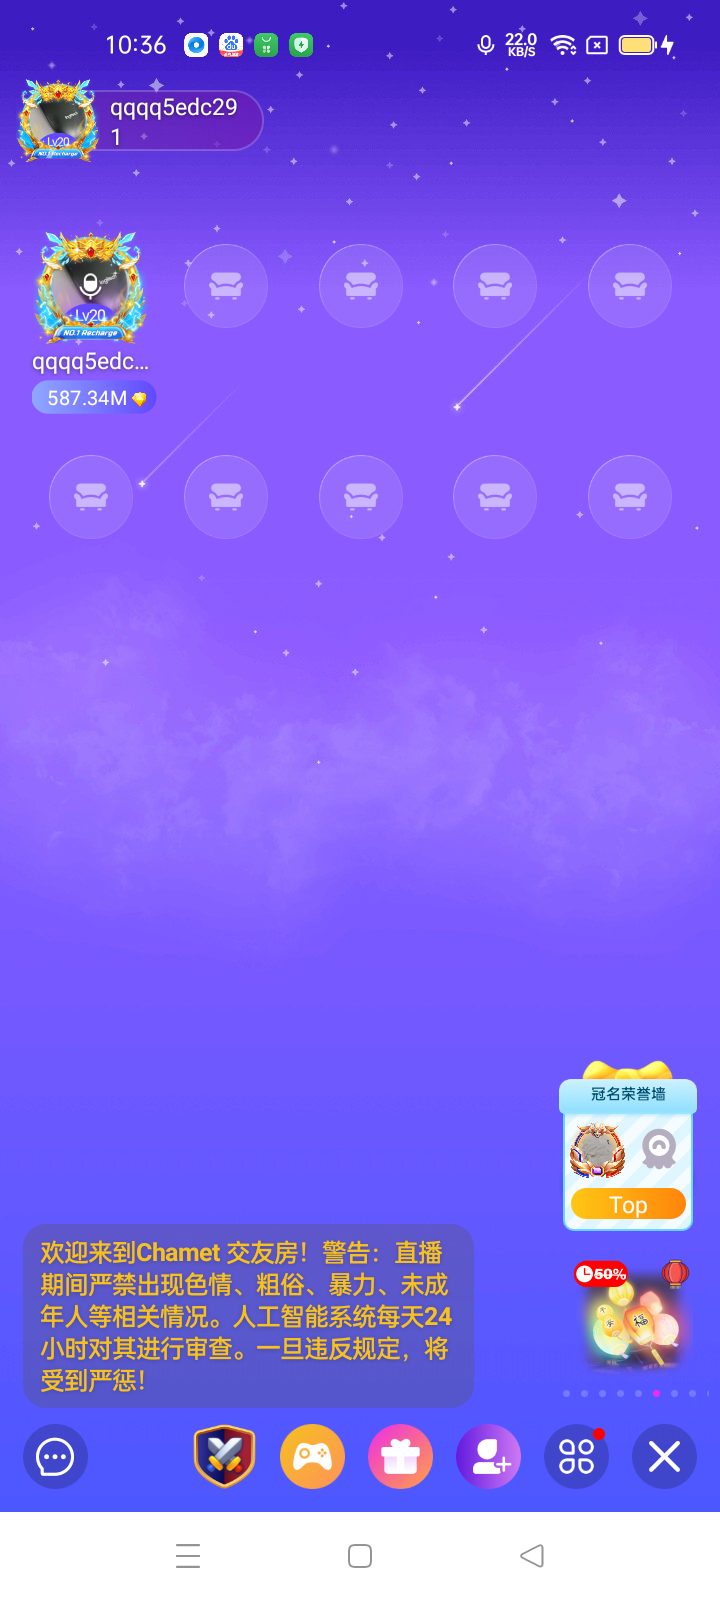 10:36
22.0
KB/S
qqqq5edc29
1
Lv20
NO.1 Recharge
Lv20
NO.1 Recharge
qqqq5edc...
587.34M
冠名荣誉墙
Top
50%
福
欢迎来到Chamet 交友房！警告：直播
期间严禁出现色情、粗俗、暴力、未成
年人等相关情况。人工智能系统每天24
小时对其进行审查。一旦违反规定，将
受到严惩！